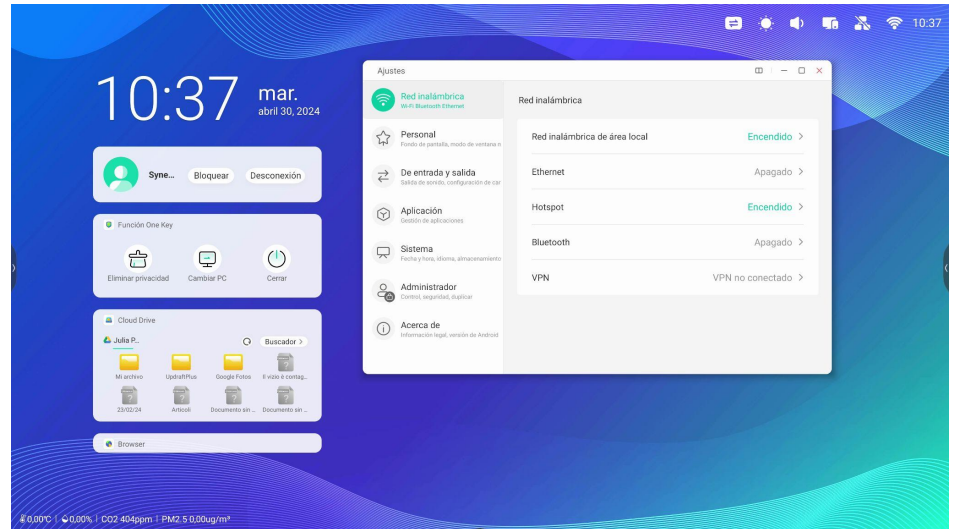 10:37
10:37
mar.
abril 30, 2024
Syne... Bloquear Desconexión
Función One Key
Eliminar privacidad Cambiar PC Cerrar
Cloud Drive
Julia P... Buscador >
Mi archivo UpdraftPlus Google Fotos Il vizio è contag...
23/02/24 Articoli Documento sin ... Documento sin ...
Browser
0,00°C | 0,00% | CO2 404ppm | PM2.5 0,00ug/m³
Ajustes
Red inalámbrica
Wi-Fi Bluetooth Ethernet
Personal
Fondo de pantalla, modo de ventana n
De entrada y salida
Salida de sonido, configuración de car
Aplicación
Gestión de aplicaciones
Sistema
Fecha y hora, idioma, almacenamiento
Administrador
Control, seguridad, duplicar
Acerca de
Información legal, versión de Android
Red inalámbrica
Red inalámbrica de área local Encendido >
Ethernet Apagado >
Hotspot Encendido >
Bluetooth Apagado >
VPN VPN no conectado >